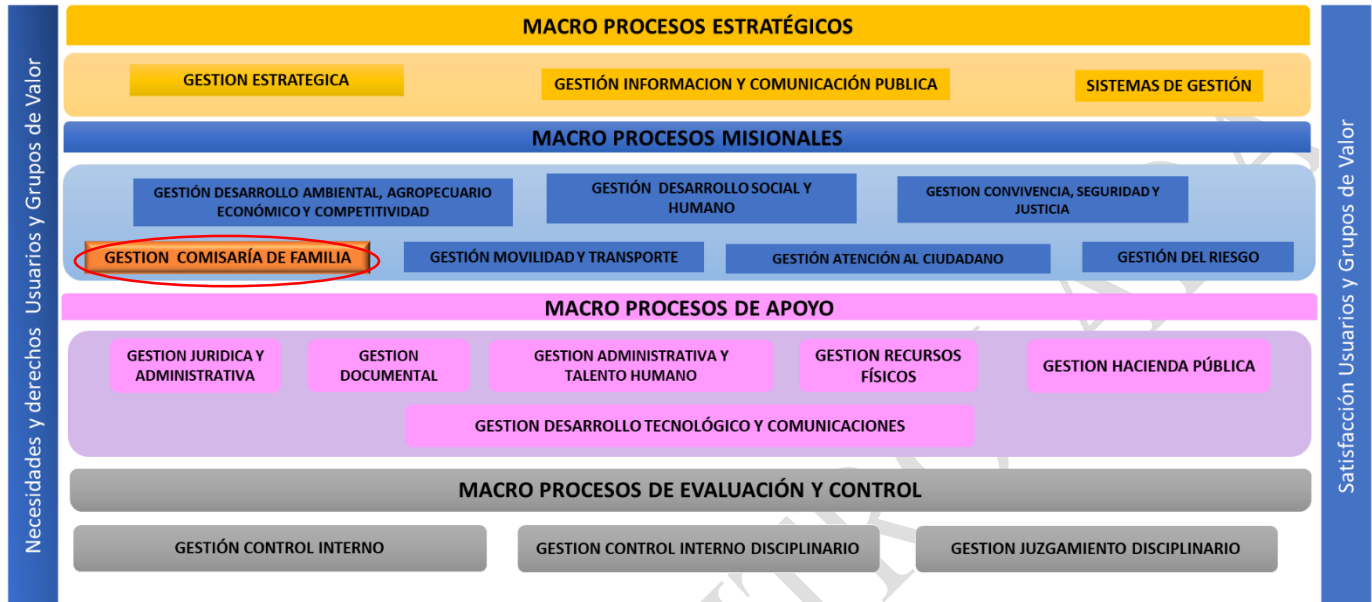 Necesidades y derechos Usuarios y Grupos de Valor
MACRO PROCESOS ESTRATÉGICOS
GESTION ESTRATEGICA
GESTIÓN INFORMACION Y COMUNICACIÓN PUBLICA
SISTEMAS DE GESTIÓN
MACRO PROCESOS MISIONALES
GESTIÓN DESARROLLO AMBIENTAL, AGROPECUARIO
ECONÓMICO Y COMPETITIVIDAD
GESTIÓN DESARROLLO SOCIAL Y
HUMANO
GESTION CONVIVENCIA, SEGURIDAD Y
JUSTICIA
GESTION COMISARÍA DE FAMILIA
GESTIÓN MOVILIDAD Y TRANSPORTE
GESTIÓN ATENCIÓN AL CIUDADANO
GESTIÓN DEL RIESGO
MACRO PROCESOS DE APOYO
GESTION JURIDICA Y
ADMINISTRATIVA
GESTION
DOCUMENTAL
GESTION ADMINISTRATIVA Y
TALENTO HUMANO
GESTION RECURSOS
FÍSICOS
GESTION HACIENDA PÚBLICA
GESTION DESARROLLO TECNOLÓGICO Y COMUNICACIONES
MACRO PROCESOS DE EVALUACIÓN Y CONTROL
GESTIÓN CONTROL INTERNO
GESTION CONTROL INTERNO DISCIPLINARIO
GESTION JUZGAMIENTO DISCIPLINARIO
Satisfacción Usuarios y Grupos de Valor